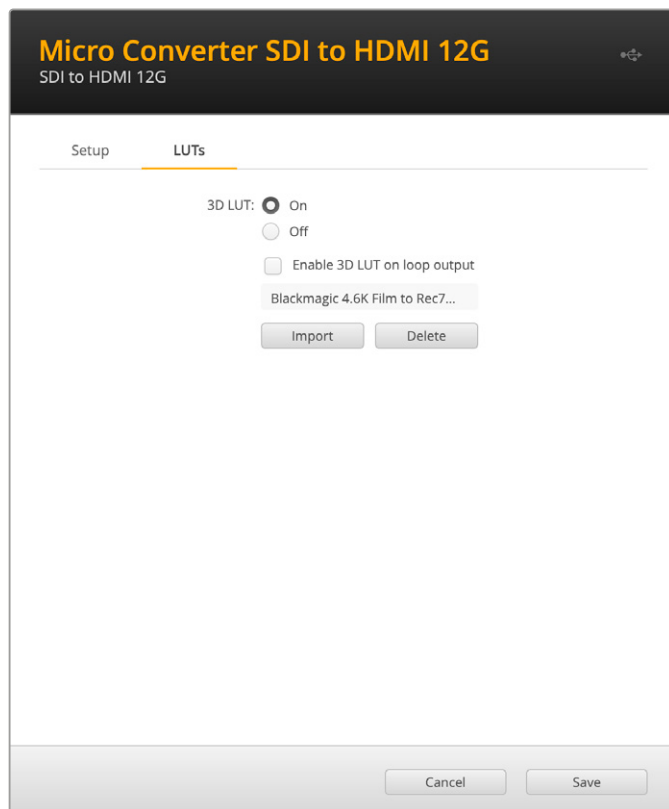 Micro Converter SDI to HDMI 12G
SDI to HDMI 12G
Setup LUTs
3D LUT: On
Off
Enable 3D LUT on loop output
Blackmagic 4.6K Film to Rec7...
Import Delete
Cancel Save